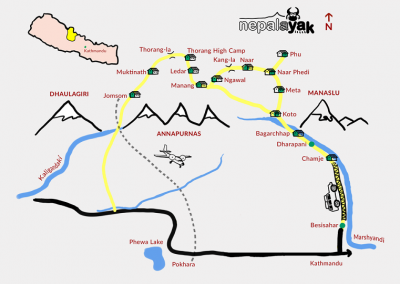 nepalayak
N
Kathmandu
Thorang-la
Thorang High Camp
Phu
Kang-la
Naar
Muktinath
Ledar
Naar Phedi
Ngawal
Manang
Jomsom
Meta
DHAULAGIRI
MANASLU
Koto
ANNAPURNAS
Bagarchhap
Dharapani
Chamje
Kaligandaki
Besisahar
Marshyandi
Phewa Lake
Pokhara
Kathmandu